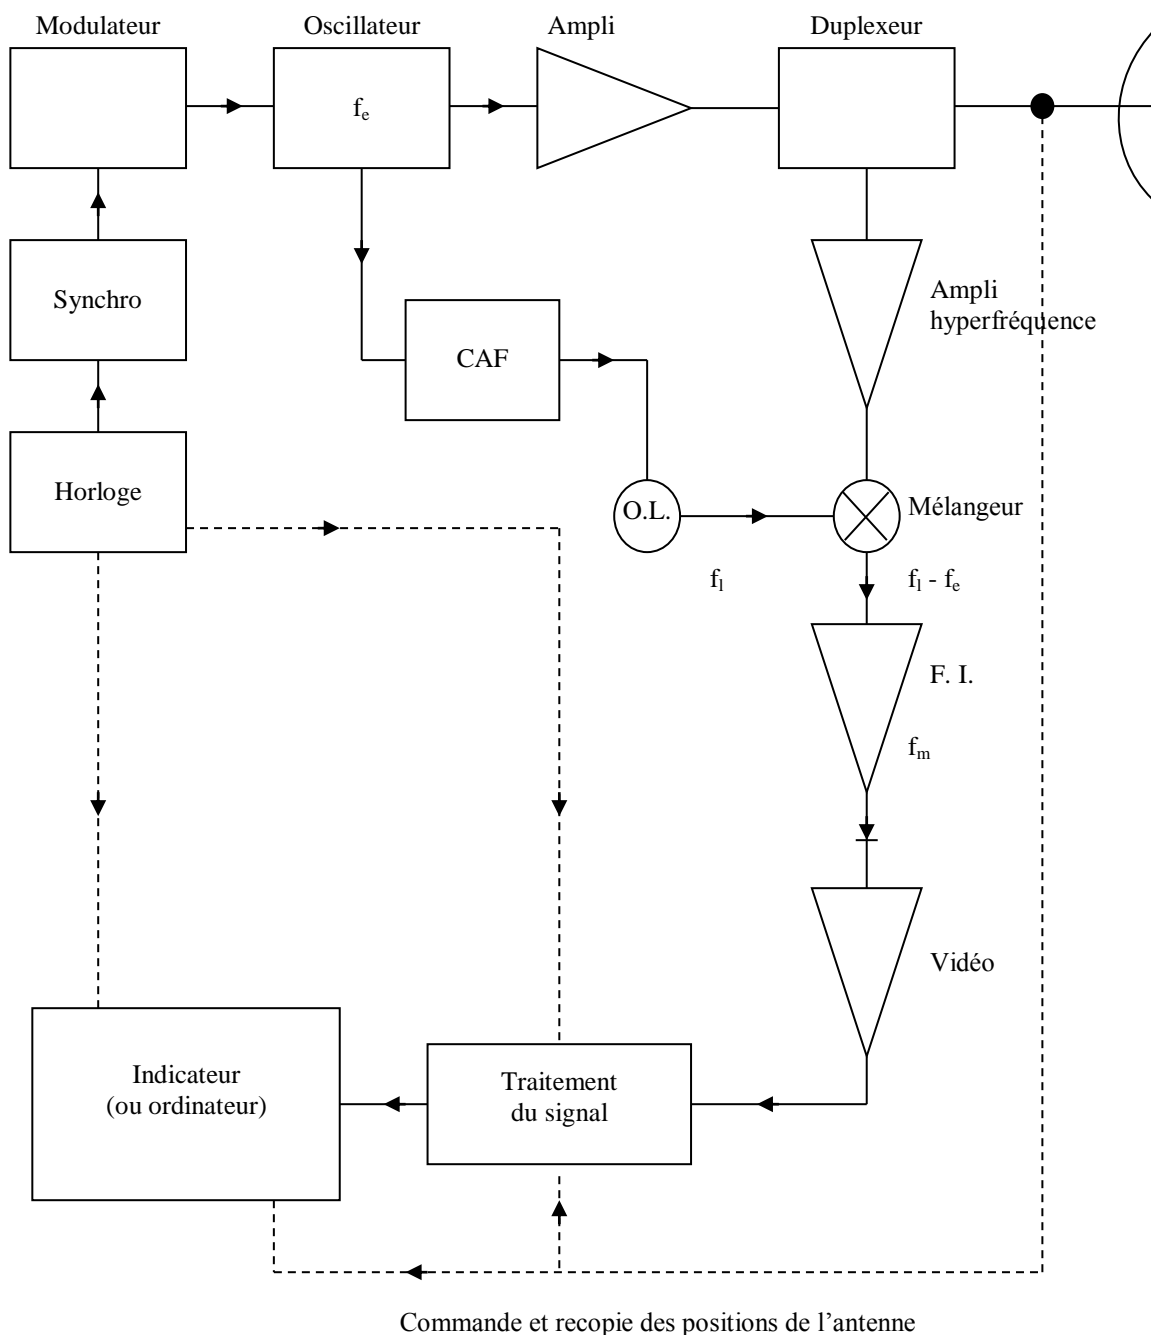 Modulateur
Oscillateur
Ampli
Duplexeur
fe
Synchro
Ampli
hyperfréquence
CAF
Horloge
O.L.
Mélangeur
fl
fl - fe
F. I.
fm
Vidéo
Indicateur
(ou ordinateur)
Traitement
du signal
Commande et recopie des positions de l’antenne